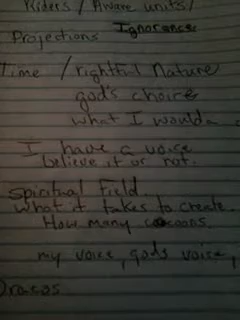 Riders / Aware units /
Projections Ignorance
Time / rightful Nature
god's choice
what I would a
I have a voice
believe it or not.
Spiritual Field.
what it takes to create.
How many cocoons.
my voice, gods voice,
Dracos